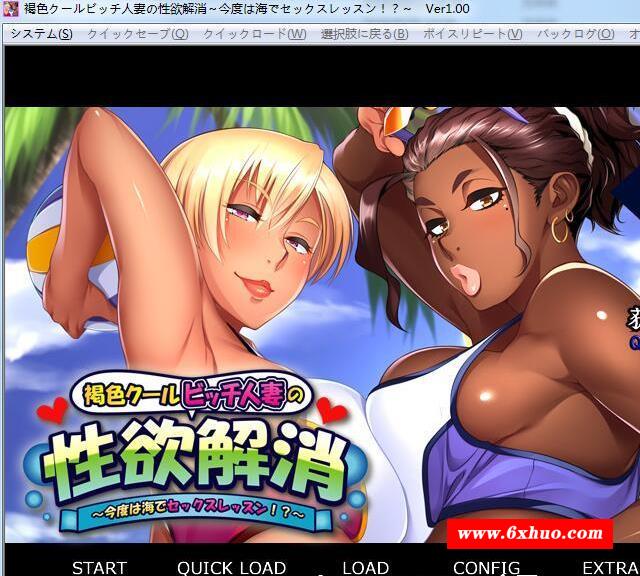 褐色クールビッチ人妻の性欲解消～今度は海でセックスレッスン！？～ Ver1.00
システム(S) クイックセーブ(Q) クイックロード(W) 選択肢に戻る(B) ボイスリピート(V) バックログ(O) オ
褐色クールビッチ人妻の
性欲解消
～今度は海でセックスレッスン！？～
www.6xhuo.com
START QUICK LOAD LOAD CONFIG EXTRA